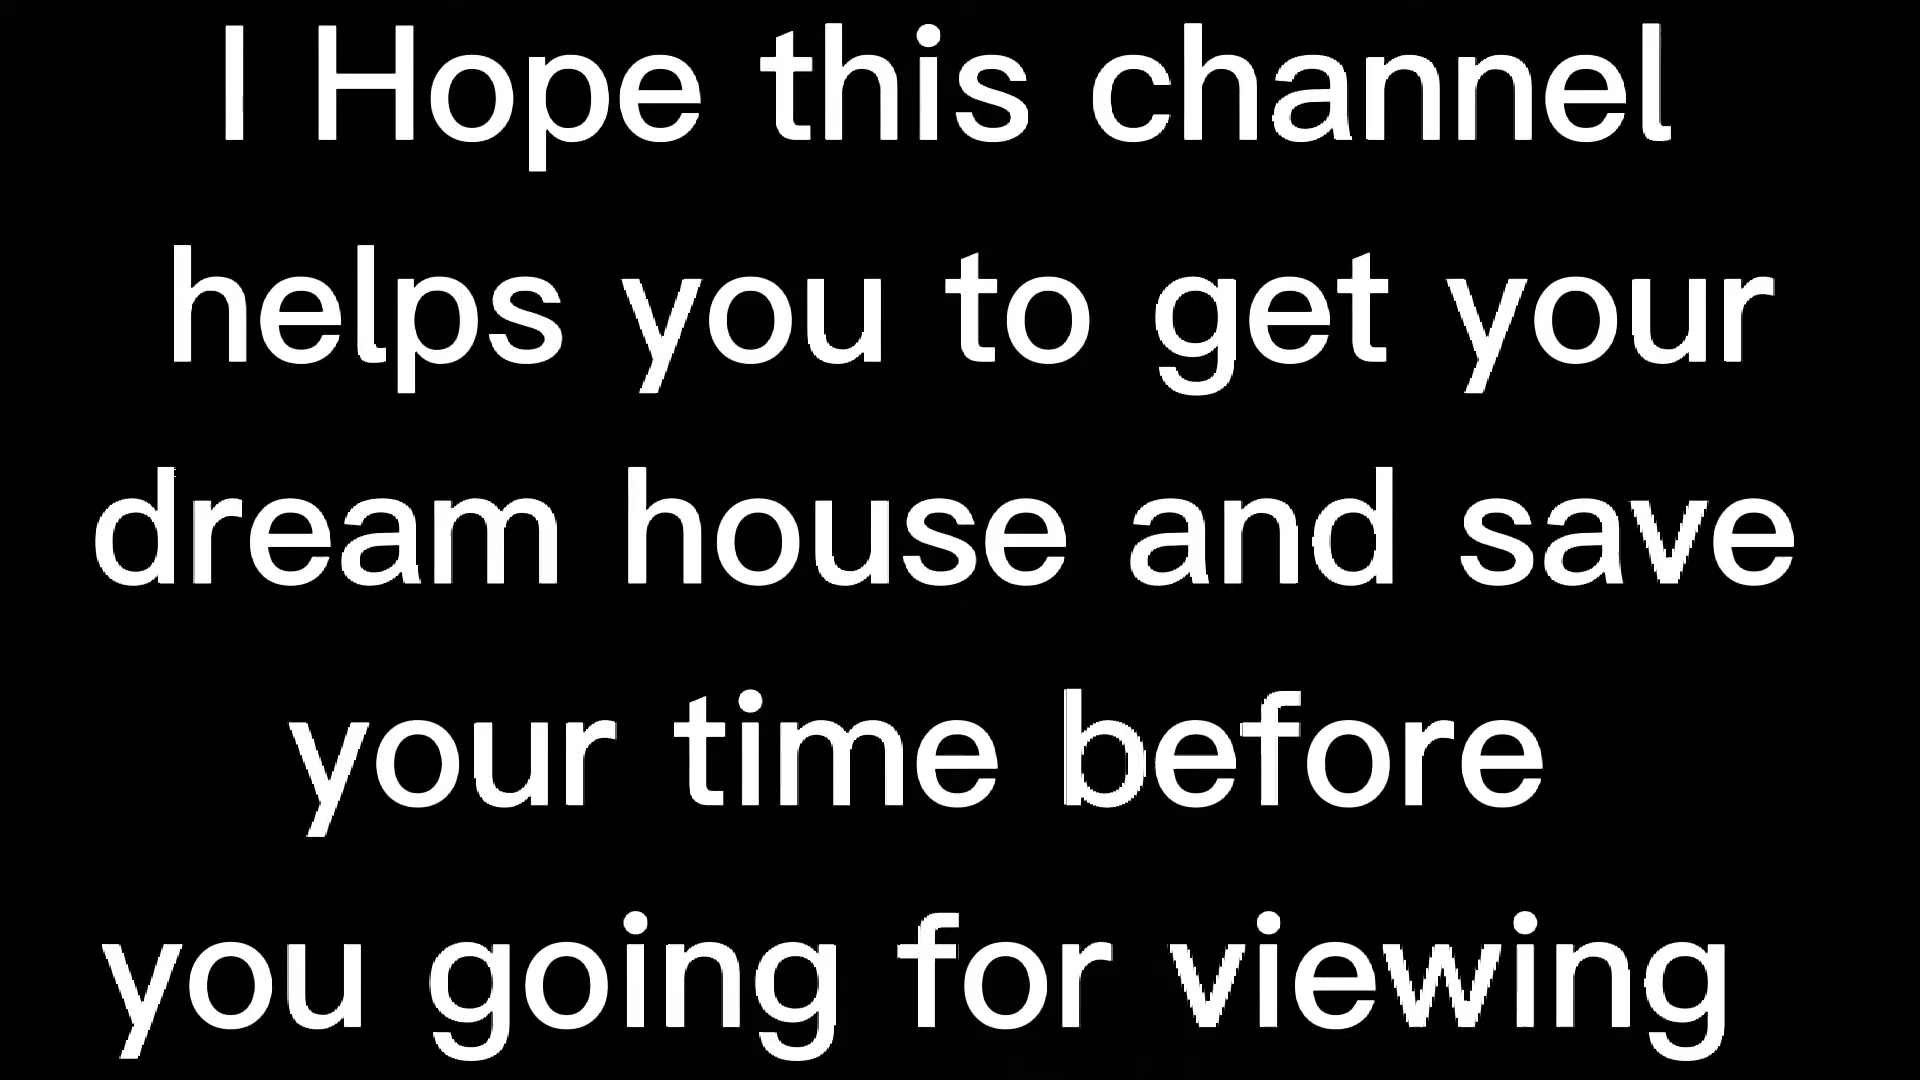 I Hope this channel
helps you to get your
dream house and save
your time before
you going for viewing